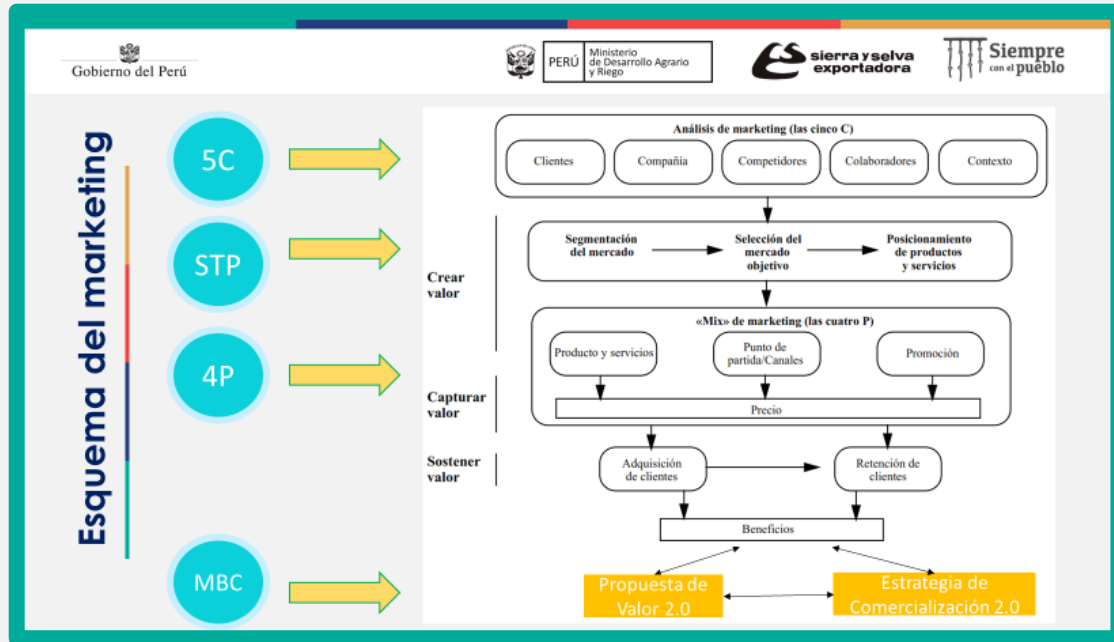 Gobierno del Perú
PERÚ
Ministerio
de Desarrollo Agrario
y Riego
sierra y selva
exportadora
Siempre
con el pueblo
Esquema del marketing
5C
STP
4P
MBC
Análisis de marketing (las cinco C)
Clientes
Compañía
Competidores
Colaboradores
Contexto
Crear
valor
Segmentación
del mercado
Selección del
mercado
objetivo
Posicionamiento
de productos
y servicios
«Mix» de marketing (las cuatro P)
Producto y servicios
Punto de
partida/Canales
Promoción
Capturar
valor
Precio
Sostener
valor
Adquisición
de clientes
Retención de
clientes
Beneficios
Propuesta de
Valor 2.0
Estrategia de
Comercialización 2.0